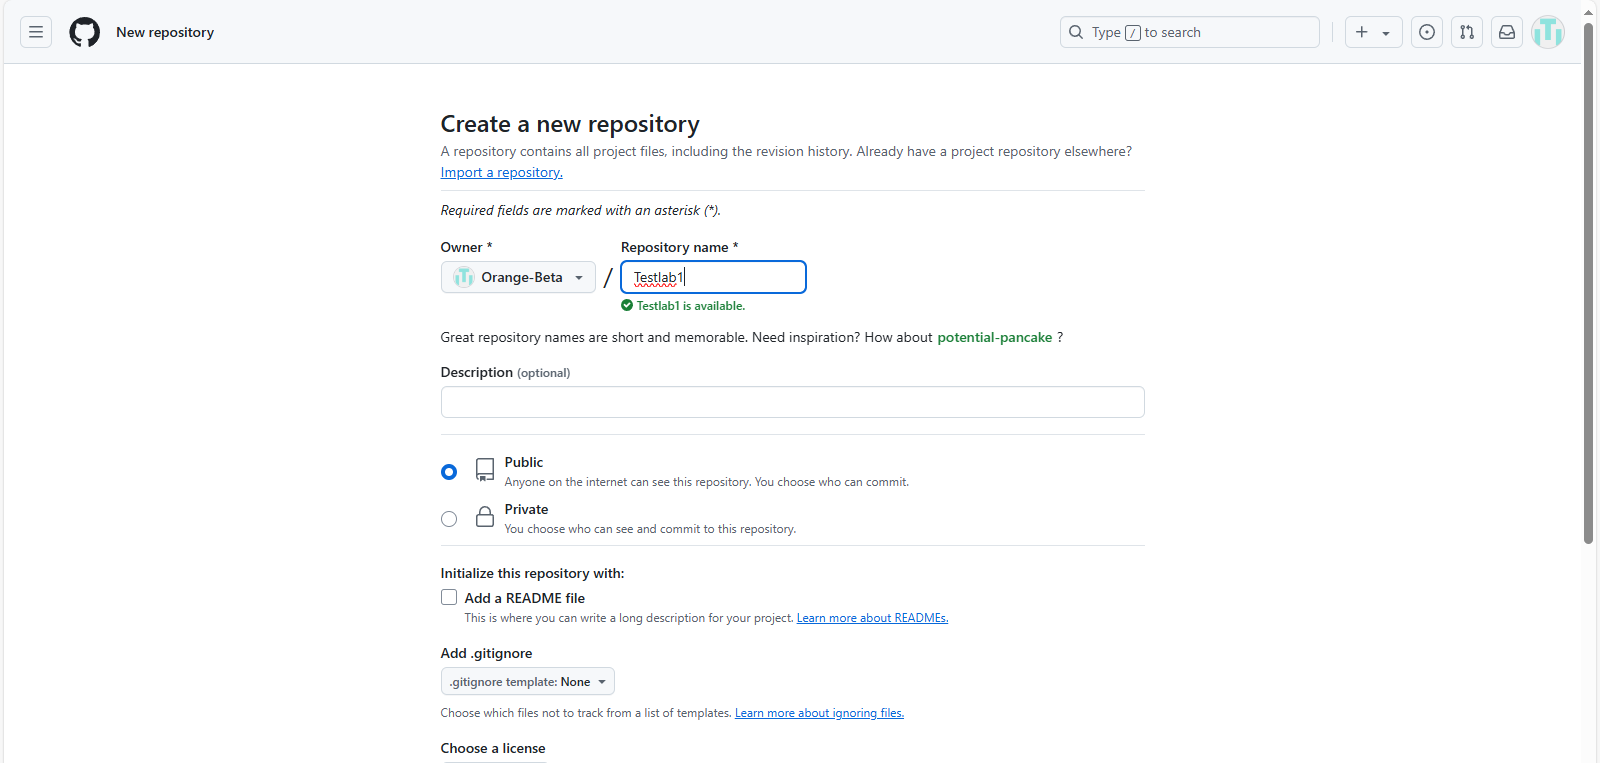 New repository
Type / to search
Create a new repository
A repository contains all project files, including the revision history. Already have a project repository elsewhere?
Import a repository.
Required fields are marked with an asterisk (*).
Owner * Repository name *
Orange-Beta / Testlab1
Testlab1 is available.
Great repository names are short and memorable. Need inspiration? How about potential-pancake ?
Description (optional)
Public
Anyone on the internet can see this repository. You choose who can commit.
Private
You choose who can see and commit to this repository.
Initialize this repository with:
Add a README file
This is where you can write a long description for your project. Learn more about READMEs.
Add .gitignore
.gitignore template: None
Choose which files not to track from a list of templates. Learn more about ignoring files.
Choose a license